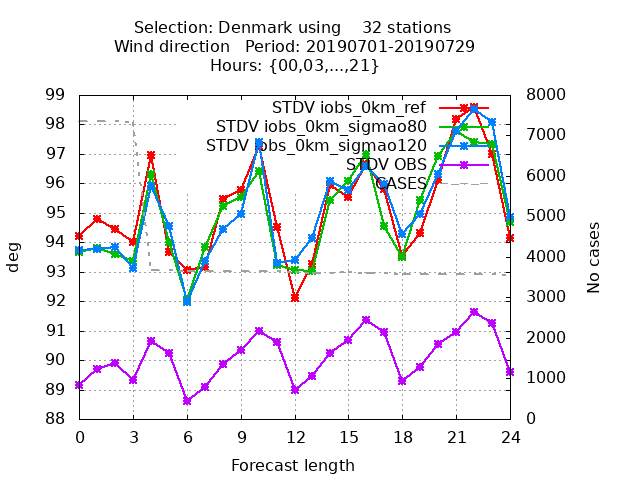 Selection: Denmark using    32 stations
Wind direction   Period: 20190701-20190729
Hours: {00,03,...,21}
99
98
97
96
95
94
93
92
91
90
89
88
deg
8000
7000
6000
5000
4000
3000
2000
1000
0
No cases
STDV iobs_0km_ref
STDV iobs_0km_sigmao80
STDV iobs_0km_sigmao120
STDV OBS
CASES
0 3 6 9 12 15 18 21 24
Forecast length